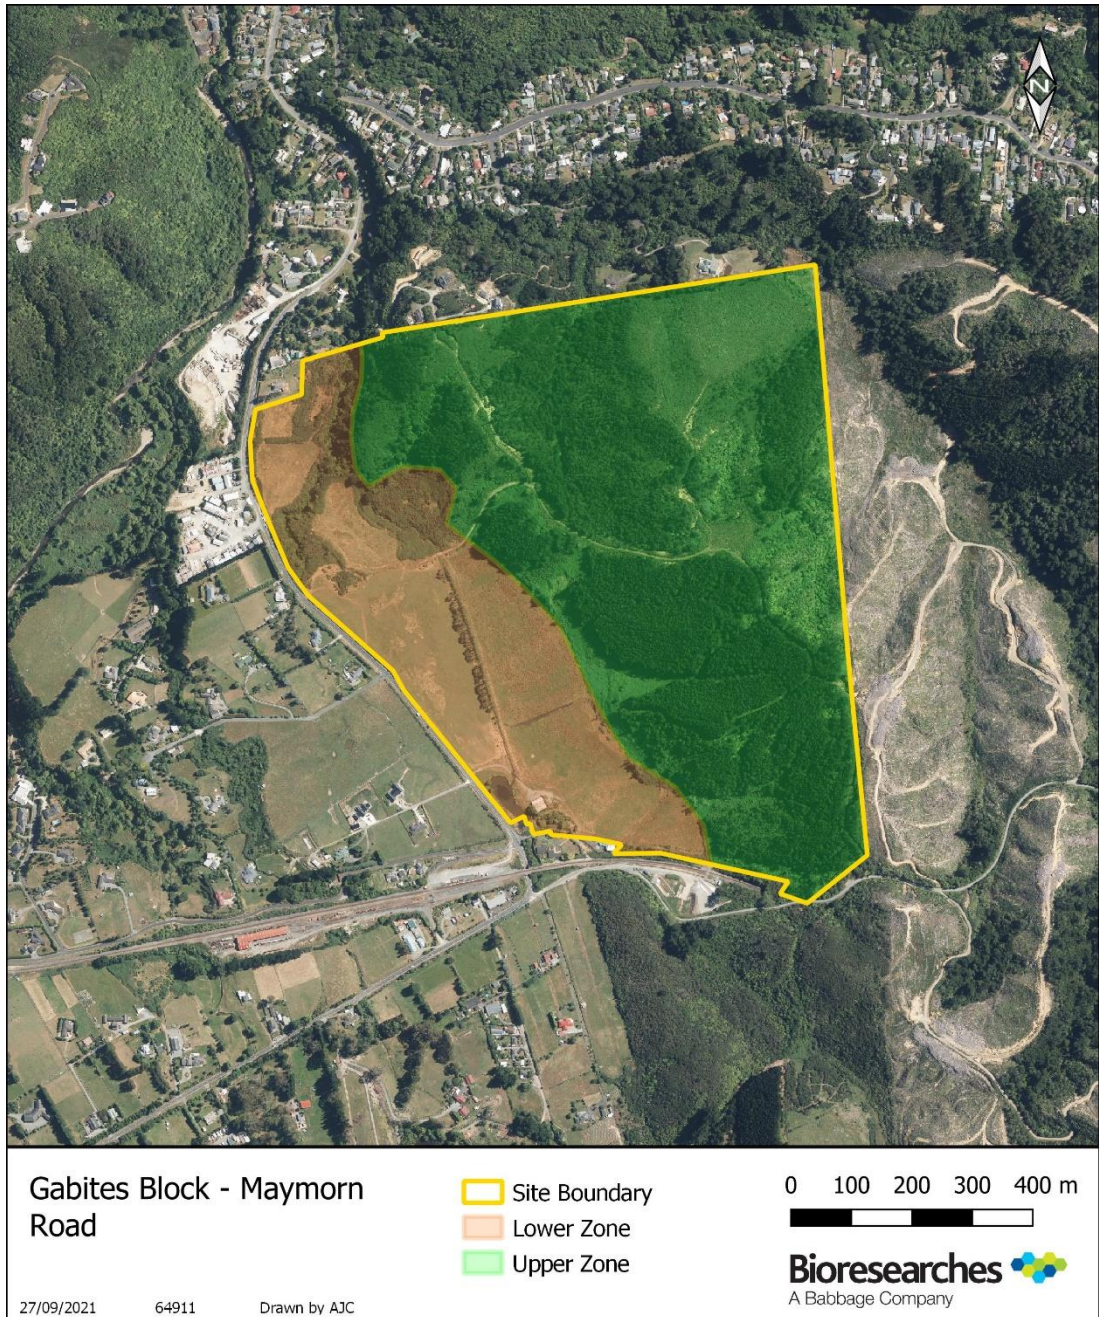 N
Gabites Block - Maymorn
Road
Site Boundary
Lower Zone
Upper Zone
0 100 200 300 400 m
Bioresearches
A Babbage Company
27/09/2021 64911 Drawn by AJC